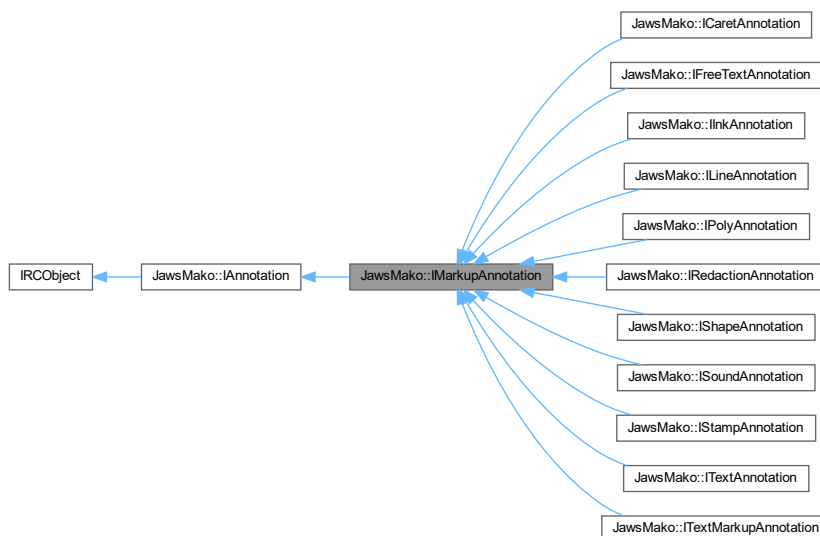 JawsMako::ICaretAnnotation
JawsMako::IFreeTextAnnotation
JawsMako::IInkAnnotation
JawsMako::ILineAnnotation
JawsMako::IPolyAnnotation
IRCObject
JawsMako::IAnnotation
JawsMako::IMarkupAnnotation
JawsMako::IRedactionAnnotation
JawsMako::IShapeAnnotation
JawsMako::ISoundAnnotation
JawsMako::IStampAnnotation
JawsMako::ITextAnnotation
JawsMako::ITextMarkupAnnotation